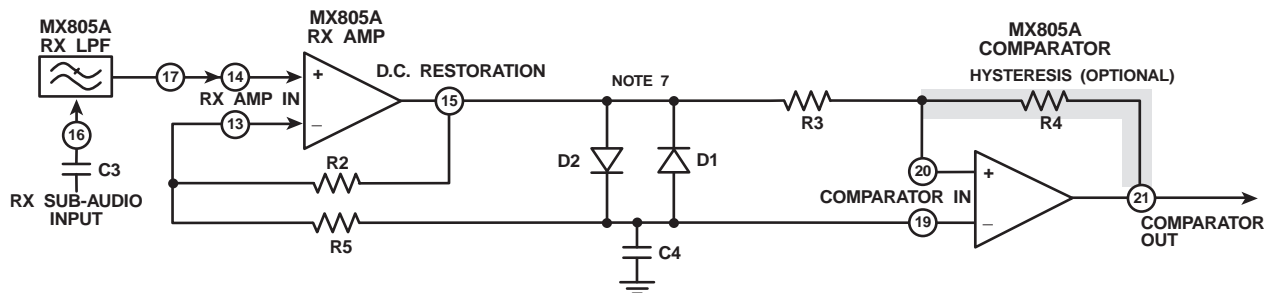 MX805A
RX LPF
MX805A
RX AMP
MX805A
COMPARATOR
HYSTERESIS (OPTIONAL)
D.C. RESTORATION
NOTE 7
17
14
+
15
RX AMP IN
13
–
16
C3
RX SUB-AUDIO
INPUT
R2
R5
D2
D1
C4
R3
R4
20
+
COMPARATOR IN
19
–
21
COMPARATOR
OUT